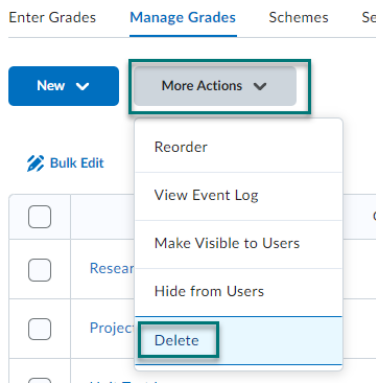 Enter Grades Manage Grades Schemes
New More Actions
Reorder
Bulk Edit
View Event Log
Make Visible to Users
Hide from Users
Delete